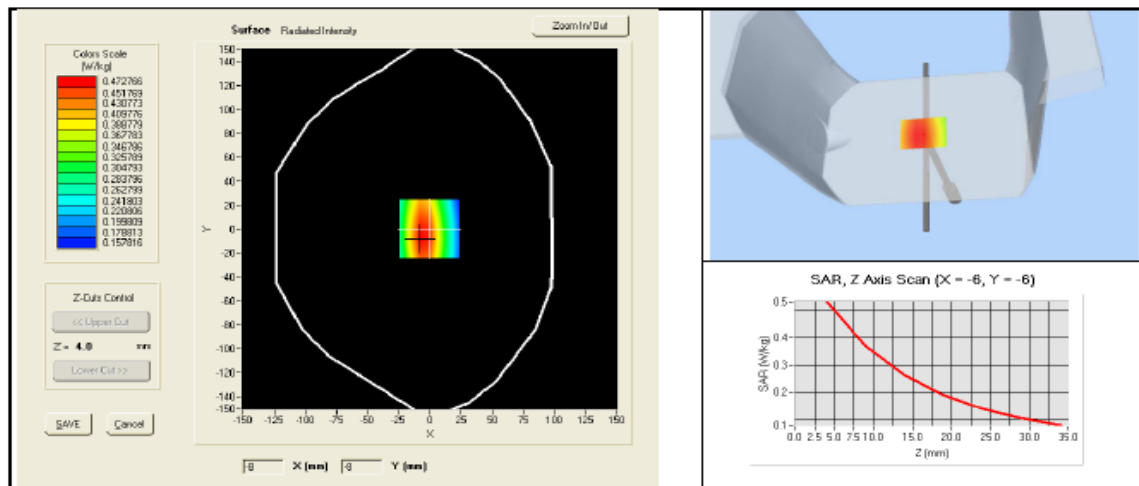 Surface Radiated Intensity
Zoom In/Out
Colors Scale
(W/kg)
0.472766
0.451769
0.430773
0.409776
0.388779
0.367783
0.346786
0.325789
0.304793
0.283796
0.262799
0.241803
0.220806
0.199809
0.178813
0.157816
Z-Cuts Control
<< Upper Cut
Z = 4.0 mm
Lower Cut >>
SAVE Cancel
150
140
120
100
80
60
40
20
0
-20
-40
-60
-80
-100
-120
-140
-150
Y
-150 -125 -100 -75 -50 -25 0 25 50 75 100 125 150
X
-8 X (mm) -8 Y (mm)
SAR, Z Axis Scan (X = -6, Y = -6)
SAR (W/kg)
0.5
0.4
0.3
0.2
0.1
0.0 2.5 5.0 7.5 10.0 15.0 20.0 25.0 30.0 35.0
Z (mm)